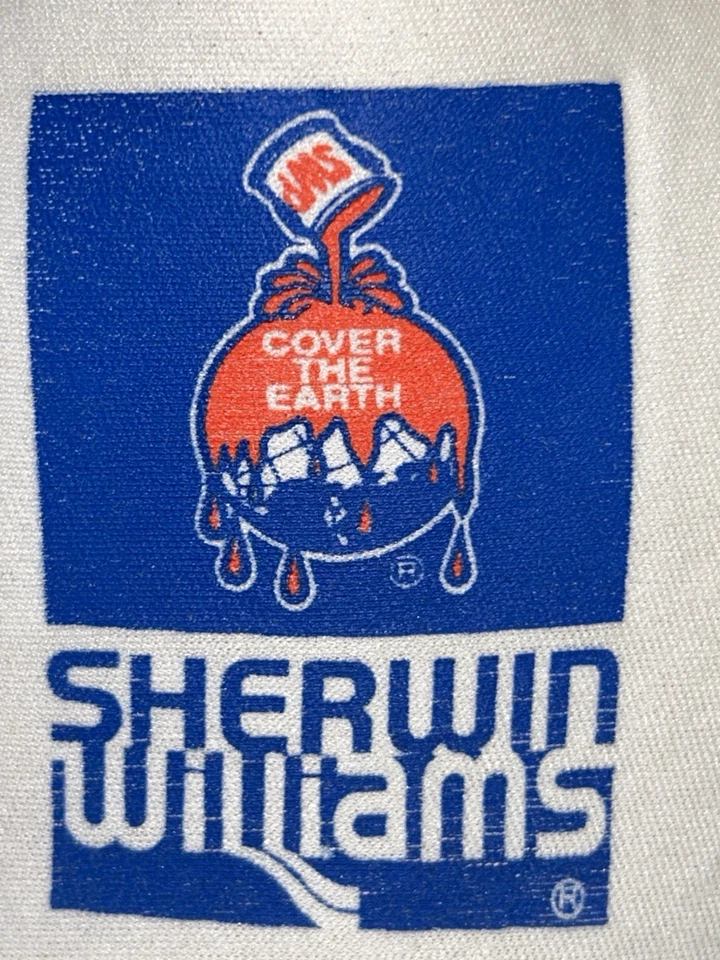 SWP
COVER
THE
EARTH
®
SHERWIN
Williams
®